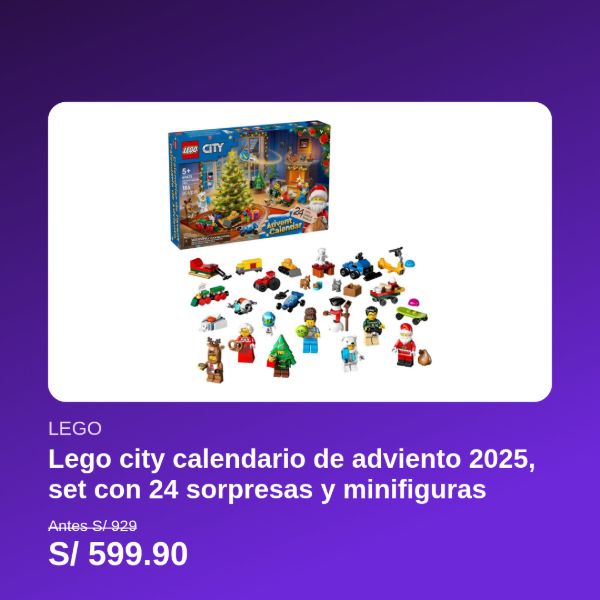 LEGO CITY
5+
24
Advent
Calendar
LEGO
Lego city calendario de adviento 2025,
set con 24 sorpresas y minifiguras
Antes S/ 929
S/ 599.90